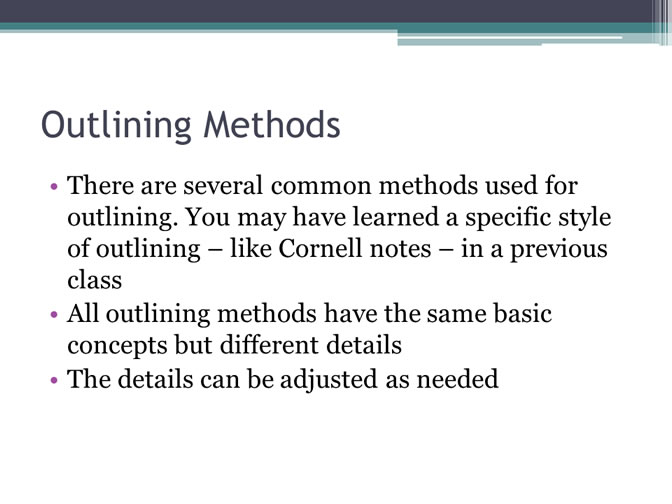 Outlining Methods
• There are several common methods used for
outlining. You may have learned a specific style
of outlining – like Cornell notes – in a previous
class
• All outlining methods have the same basic
concepts but different details
• The details can be adjusted as needed